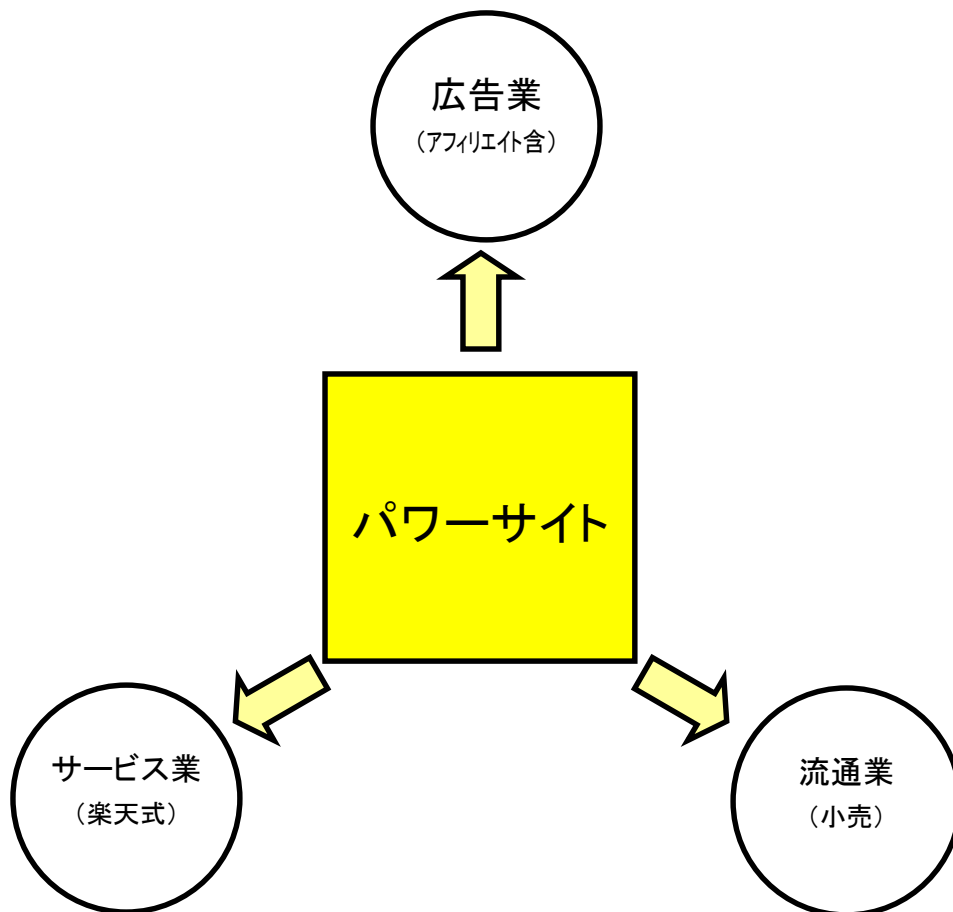 広告業
（アフィリエイト含）
パワーサイト
サービス業
（楽天式）
流通業
（小売）